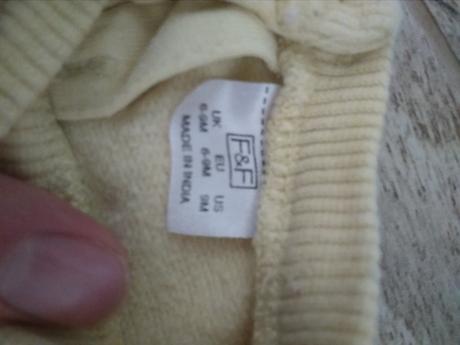 F&F
UK EU US
6-9M 6-9M 9M
MADE IN INDIA